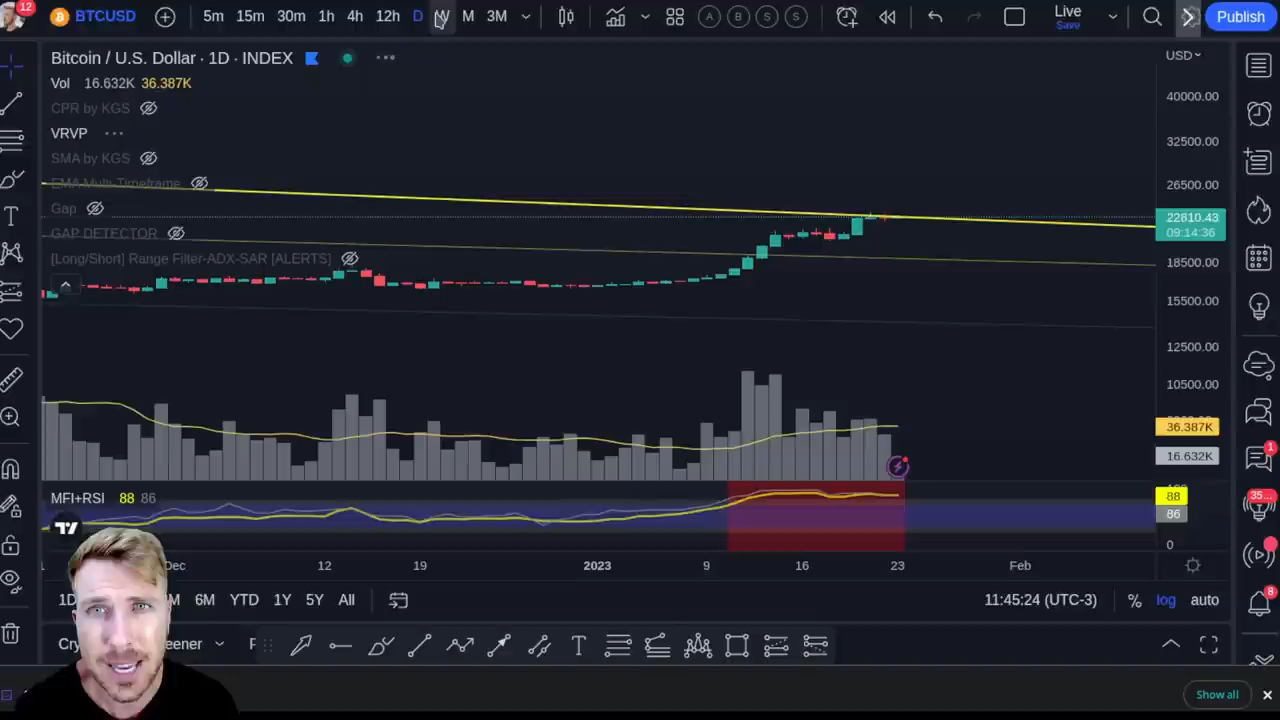 12
BTCUSD 5m 15m 30m 1h 4h 12h D W M 3M A B S S Live Save Publish
Bitcoin / U.S. Dollar · 1D · INDEX USD
Vol 16.632K 36.387K
CPR by KGS
VRVP
SMA by KGS
EMA Multi-Timeframe
Gap
GAP DETECTOR
[Long/Short] Range Filter-ADX-SAR [ALERTS]
40000.00
32500.00
26500.00
22810.43
09:14:36
18500.00
15500.00
12500.00
10500.00
36.387K
16.632K
MFI+RSI 88 86
88
86
0
Dec 12 19 2023 9 16 23 Feb
1D M 6M YTD 1Y 5Y All 11:45:24 (UTC-3) % log auto
T
1
35...
8
Show all